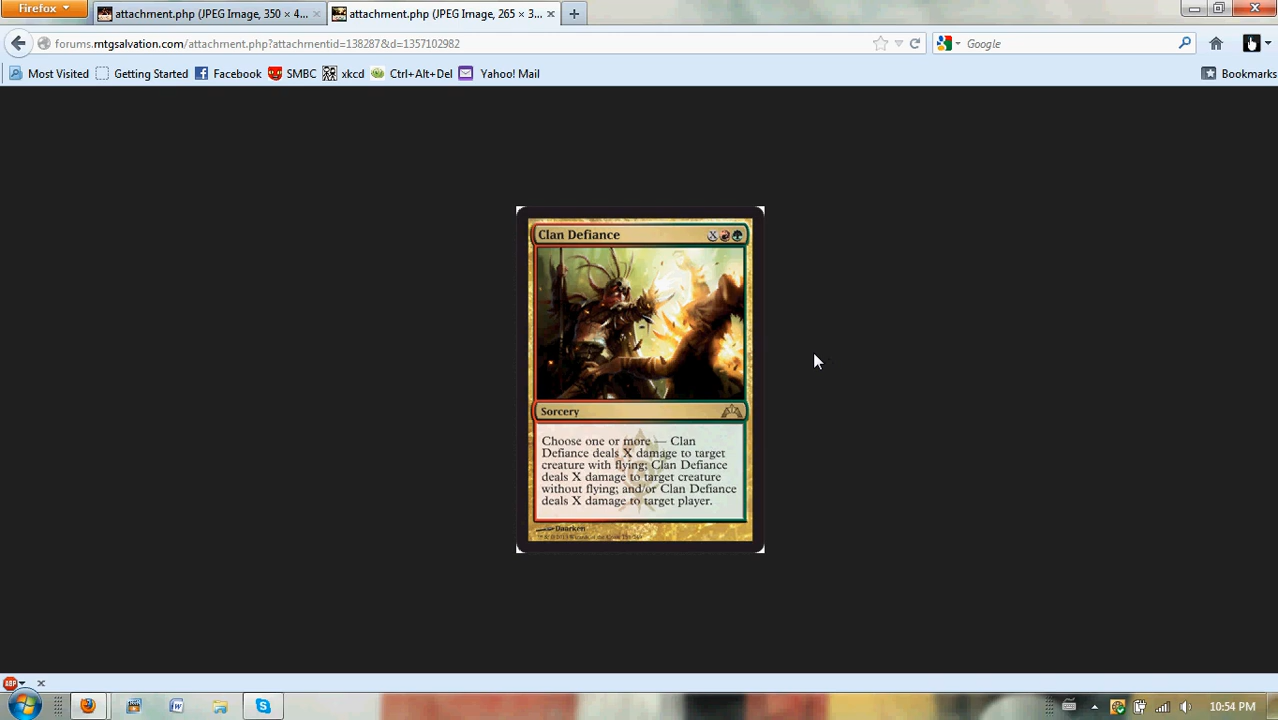 Firefox
attachment.php (JPEG Image, 350 × 4...
attachment.php (JPEG Image, 265 × 3...
forums.mtgsalvation.com/attachment.php?attachmentid=138287&d=1357102982
Google
Most Visited
Getting Started
Facebook
SMBC
xkcd
Ctrl+Alt+Del
Yahoo! Mail
Bookmarks
Clan Defiance
X
Sorcery
Choose one or more — Clan
Defiance deals X damage to target
creature with flying; Clan Defiance
deals X damage to target creature
without flying; and/or Clan Defiance
deals X damage to target player.
Daarken
ABP
10:54 PM